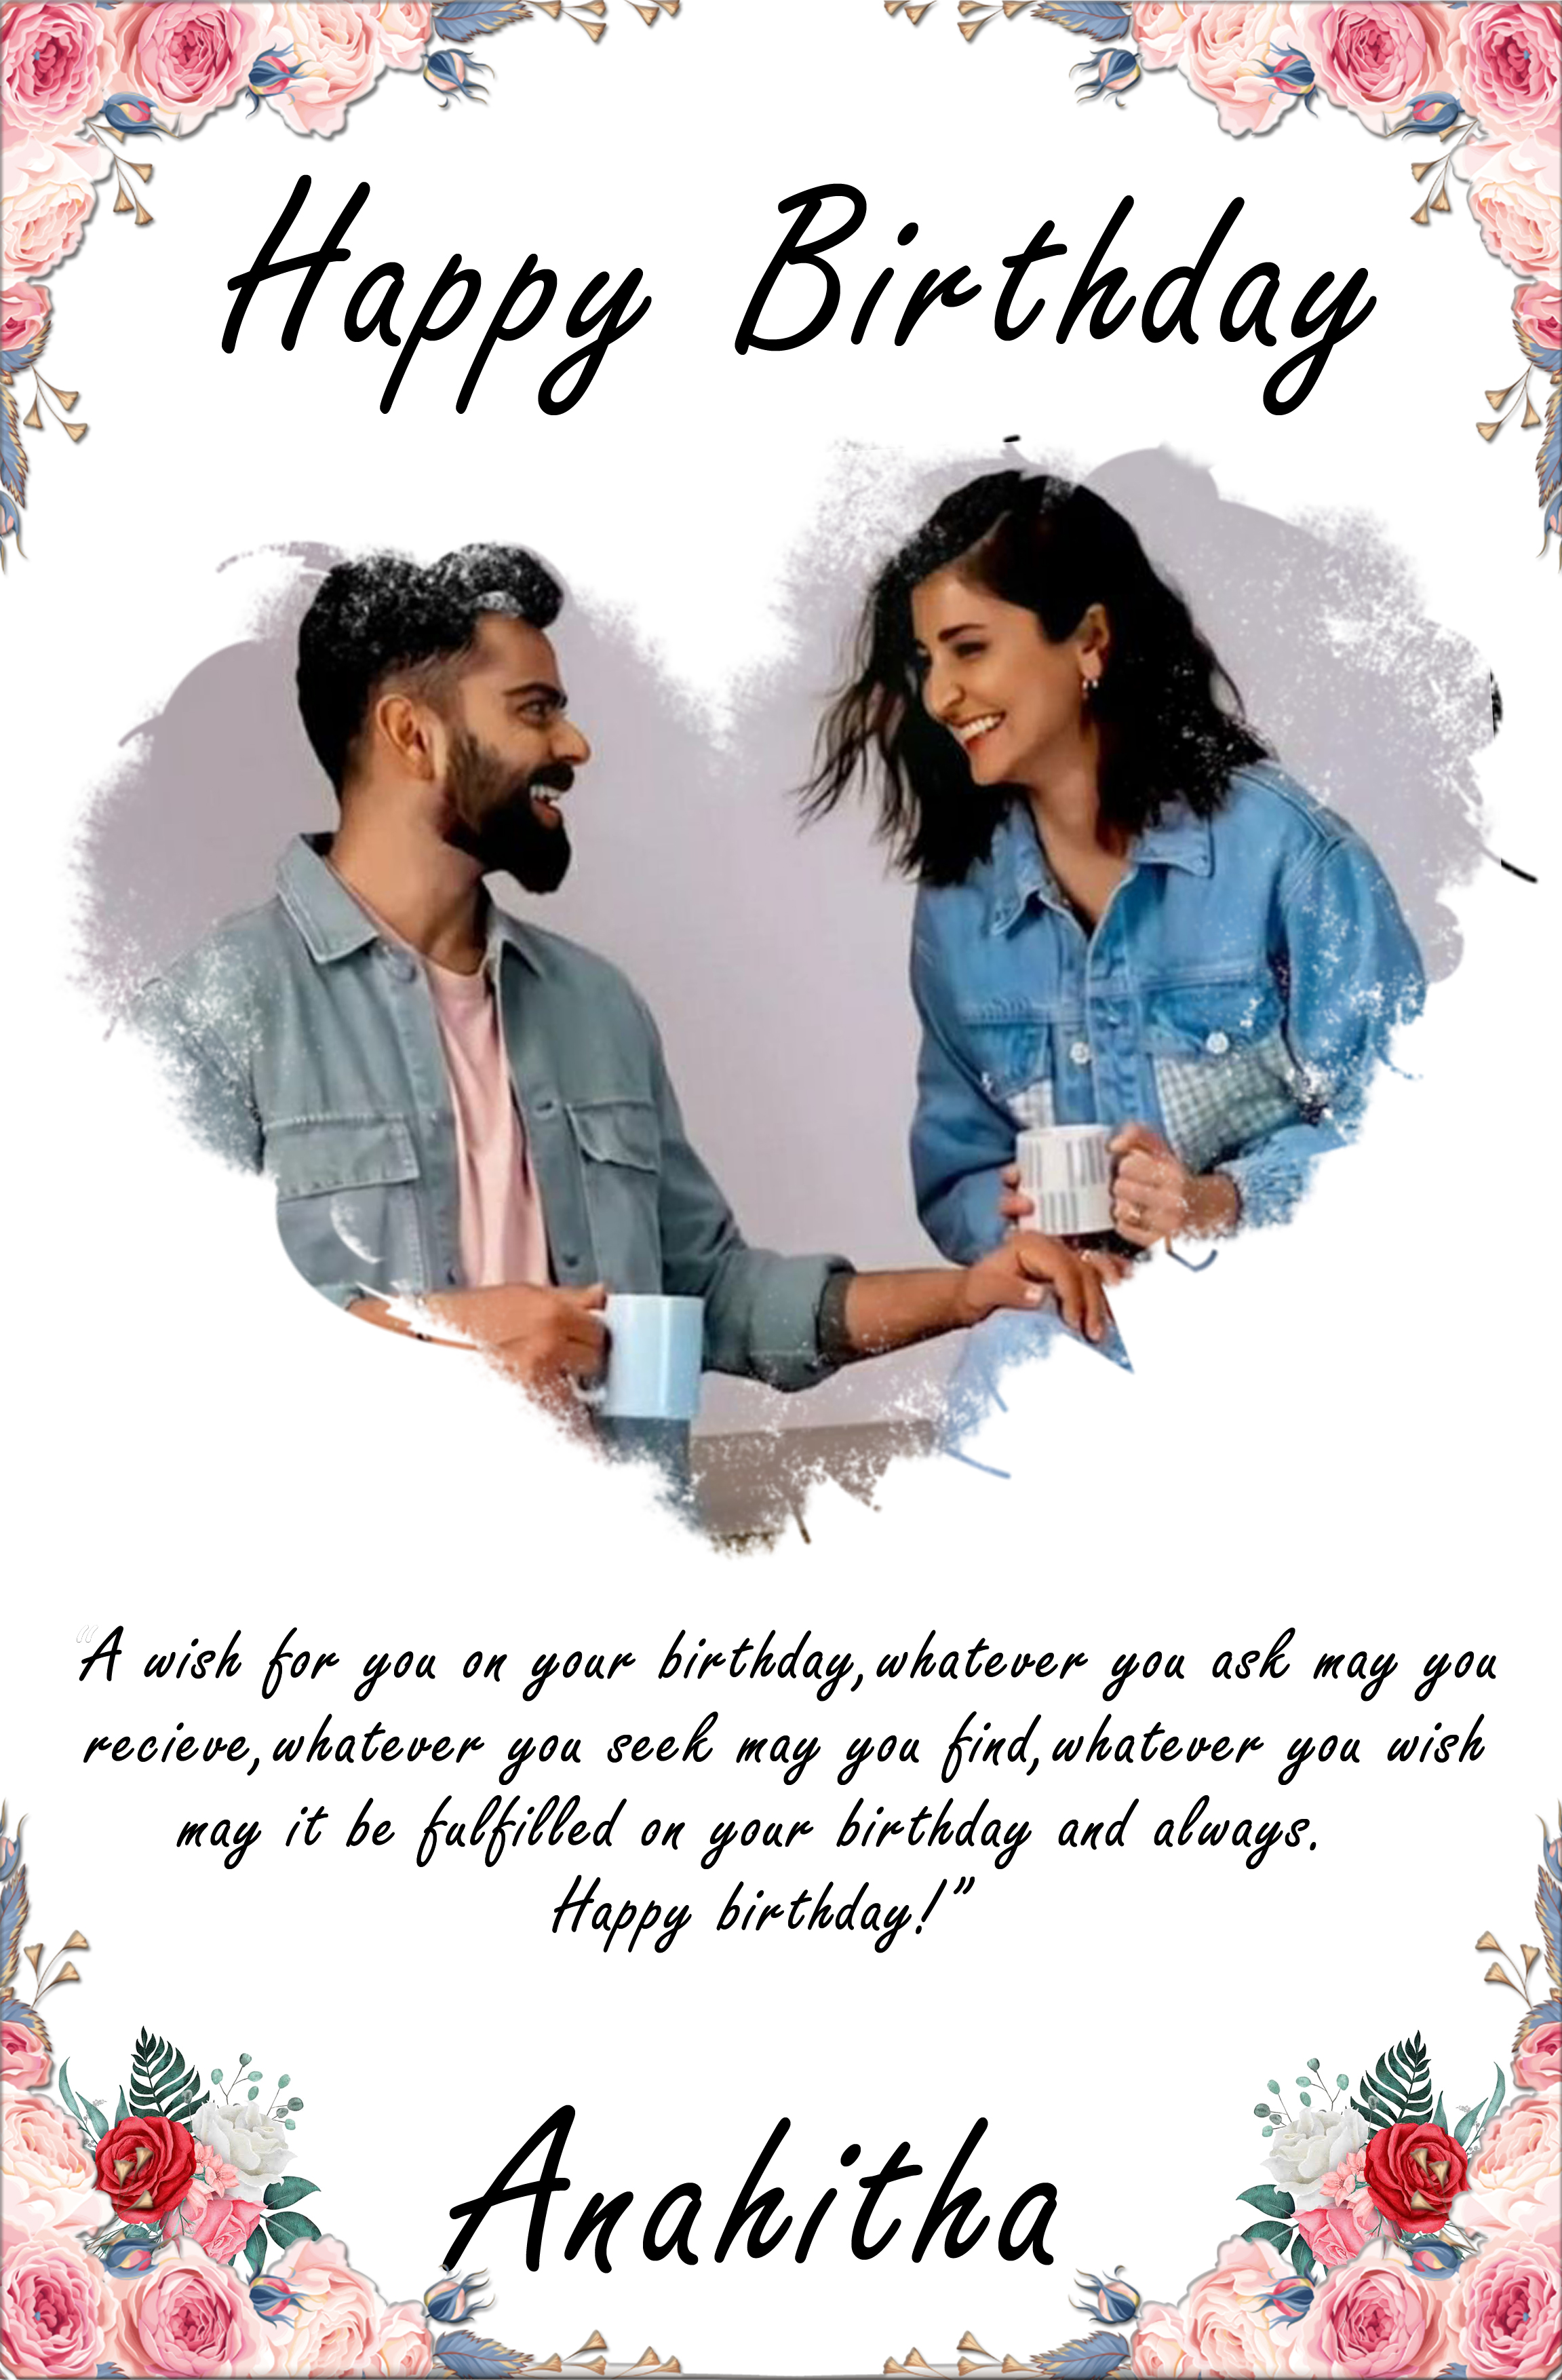 Happy Birthday
“A wish for you on your birthday,whatever you ask may you
recieve,whatever you seek may you find,whatever you wish
may it be fulfilled on your birthday and always.
Happy birthday!”
Anahitha